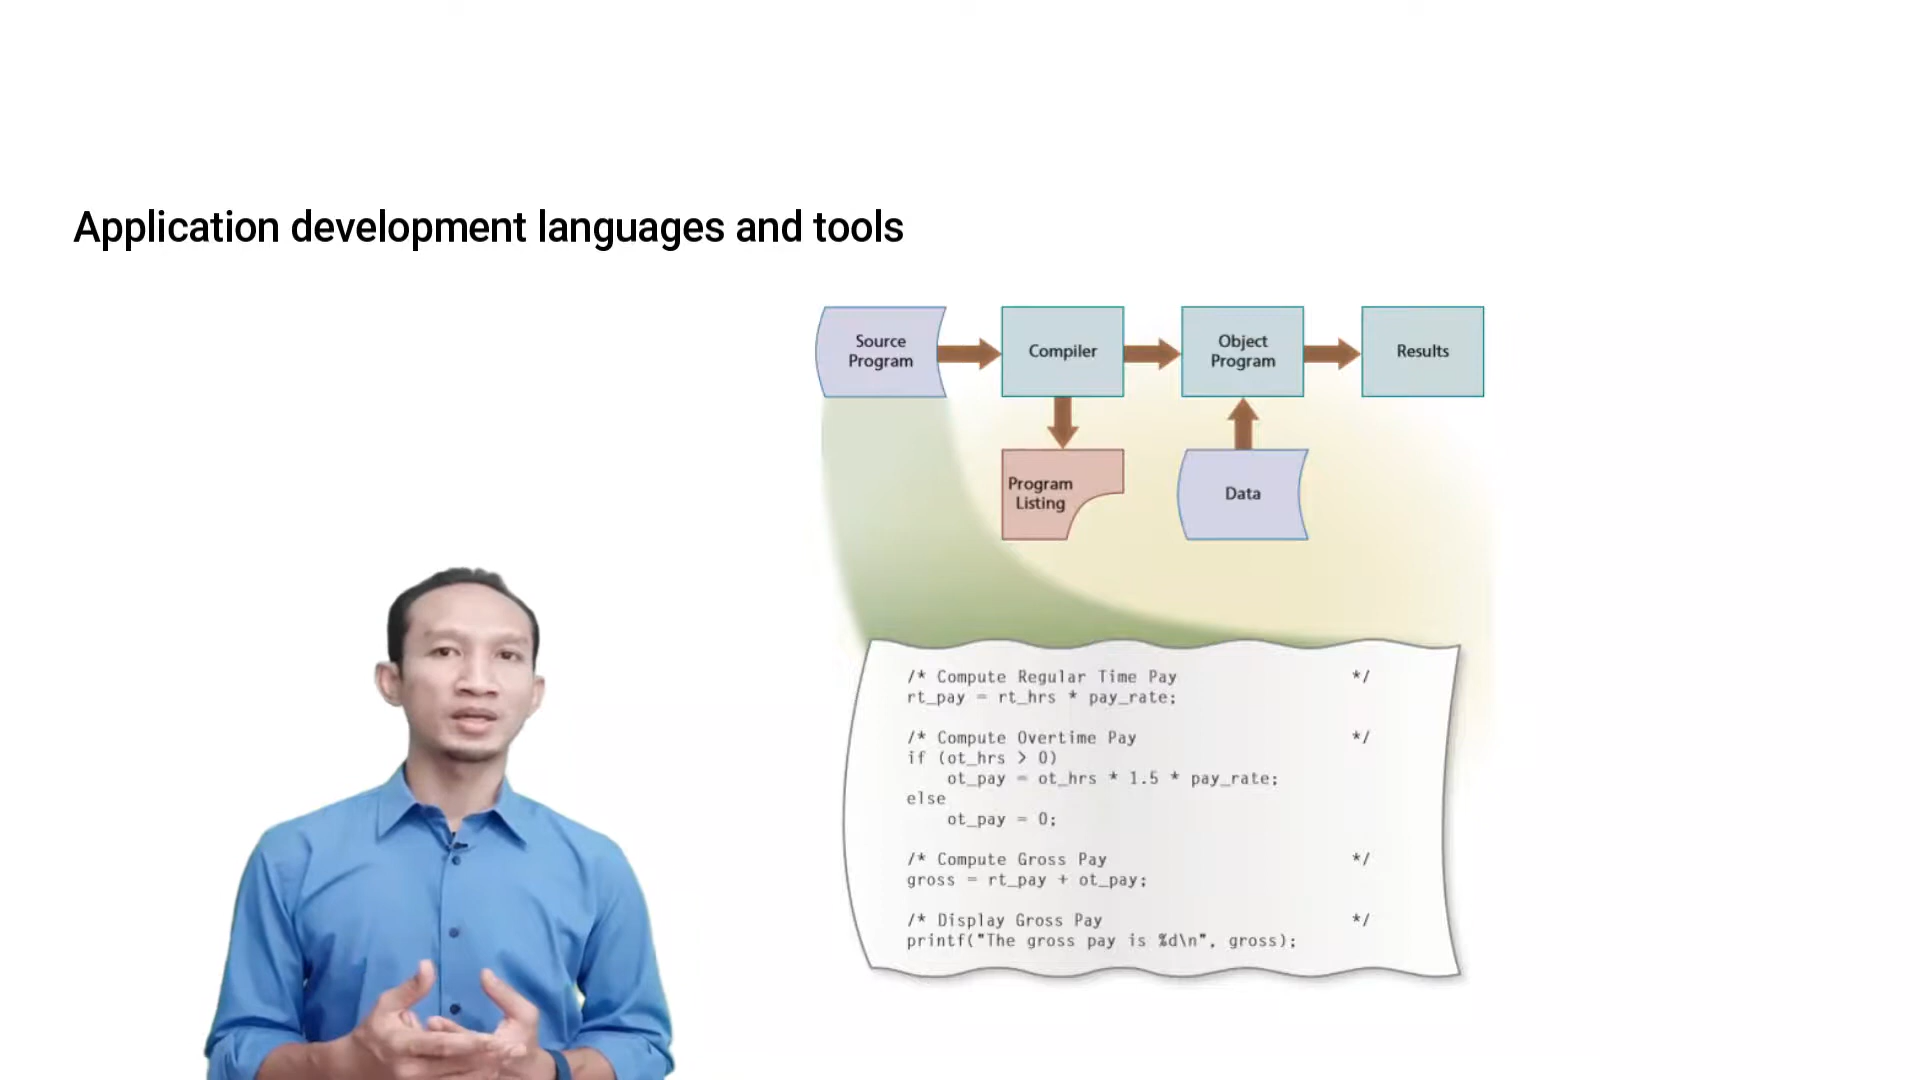 Application development languages and tools
Source
Program
Compiler
Object
Program
Results
Program
Listing
Data
/* Compute Regular Time Pay */
rt_pay = rt_hrs * pay_rate;
/* Compute Overtime Pay */
if (ot_hrs > 0)
ot_pay = ot_hrs * 1.5 * pay_rate;
else
ot_pay = 0;
/* Compute Gross Pay */
gross = rt_pay + ot_pay;
/* Display Gross Pay */
printf("The gross pay is %d\n", gross);